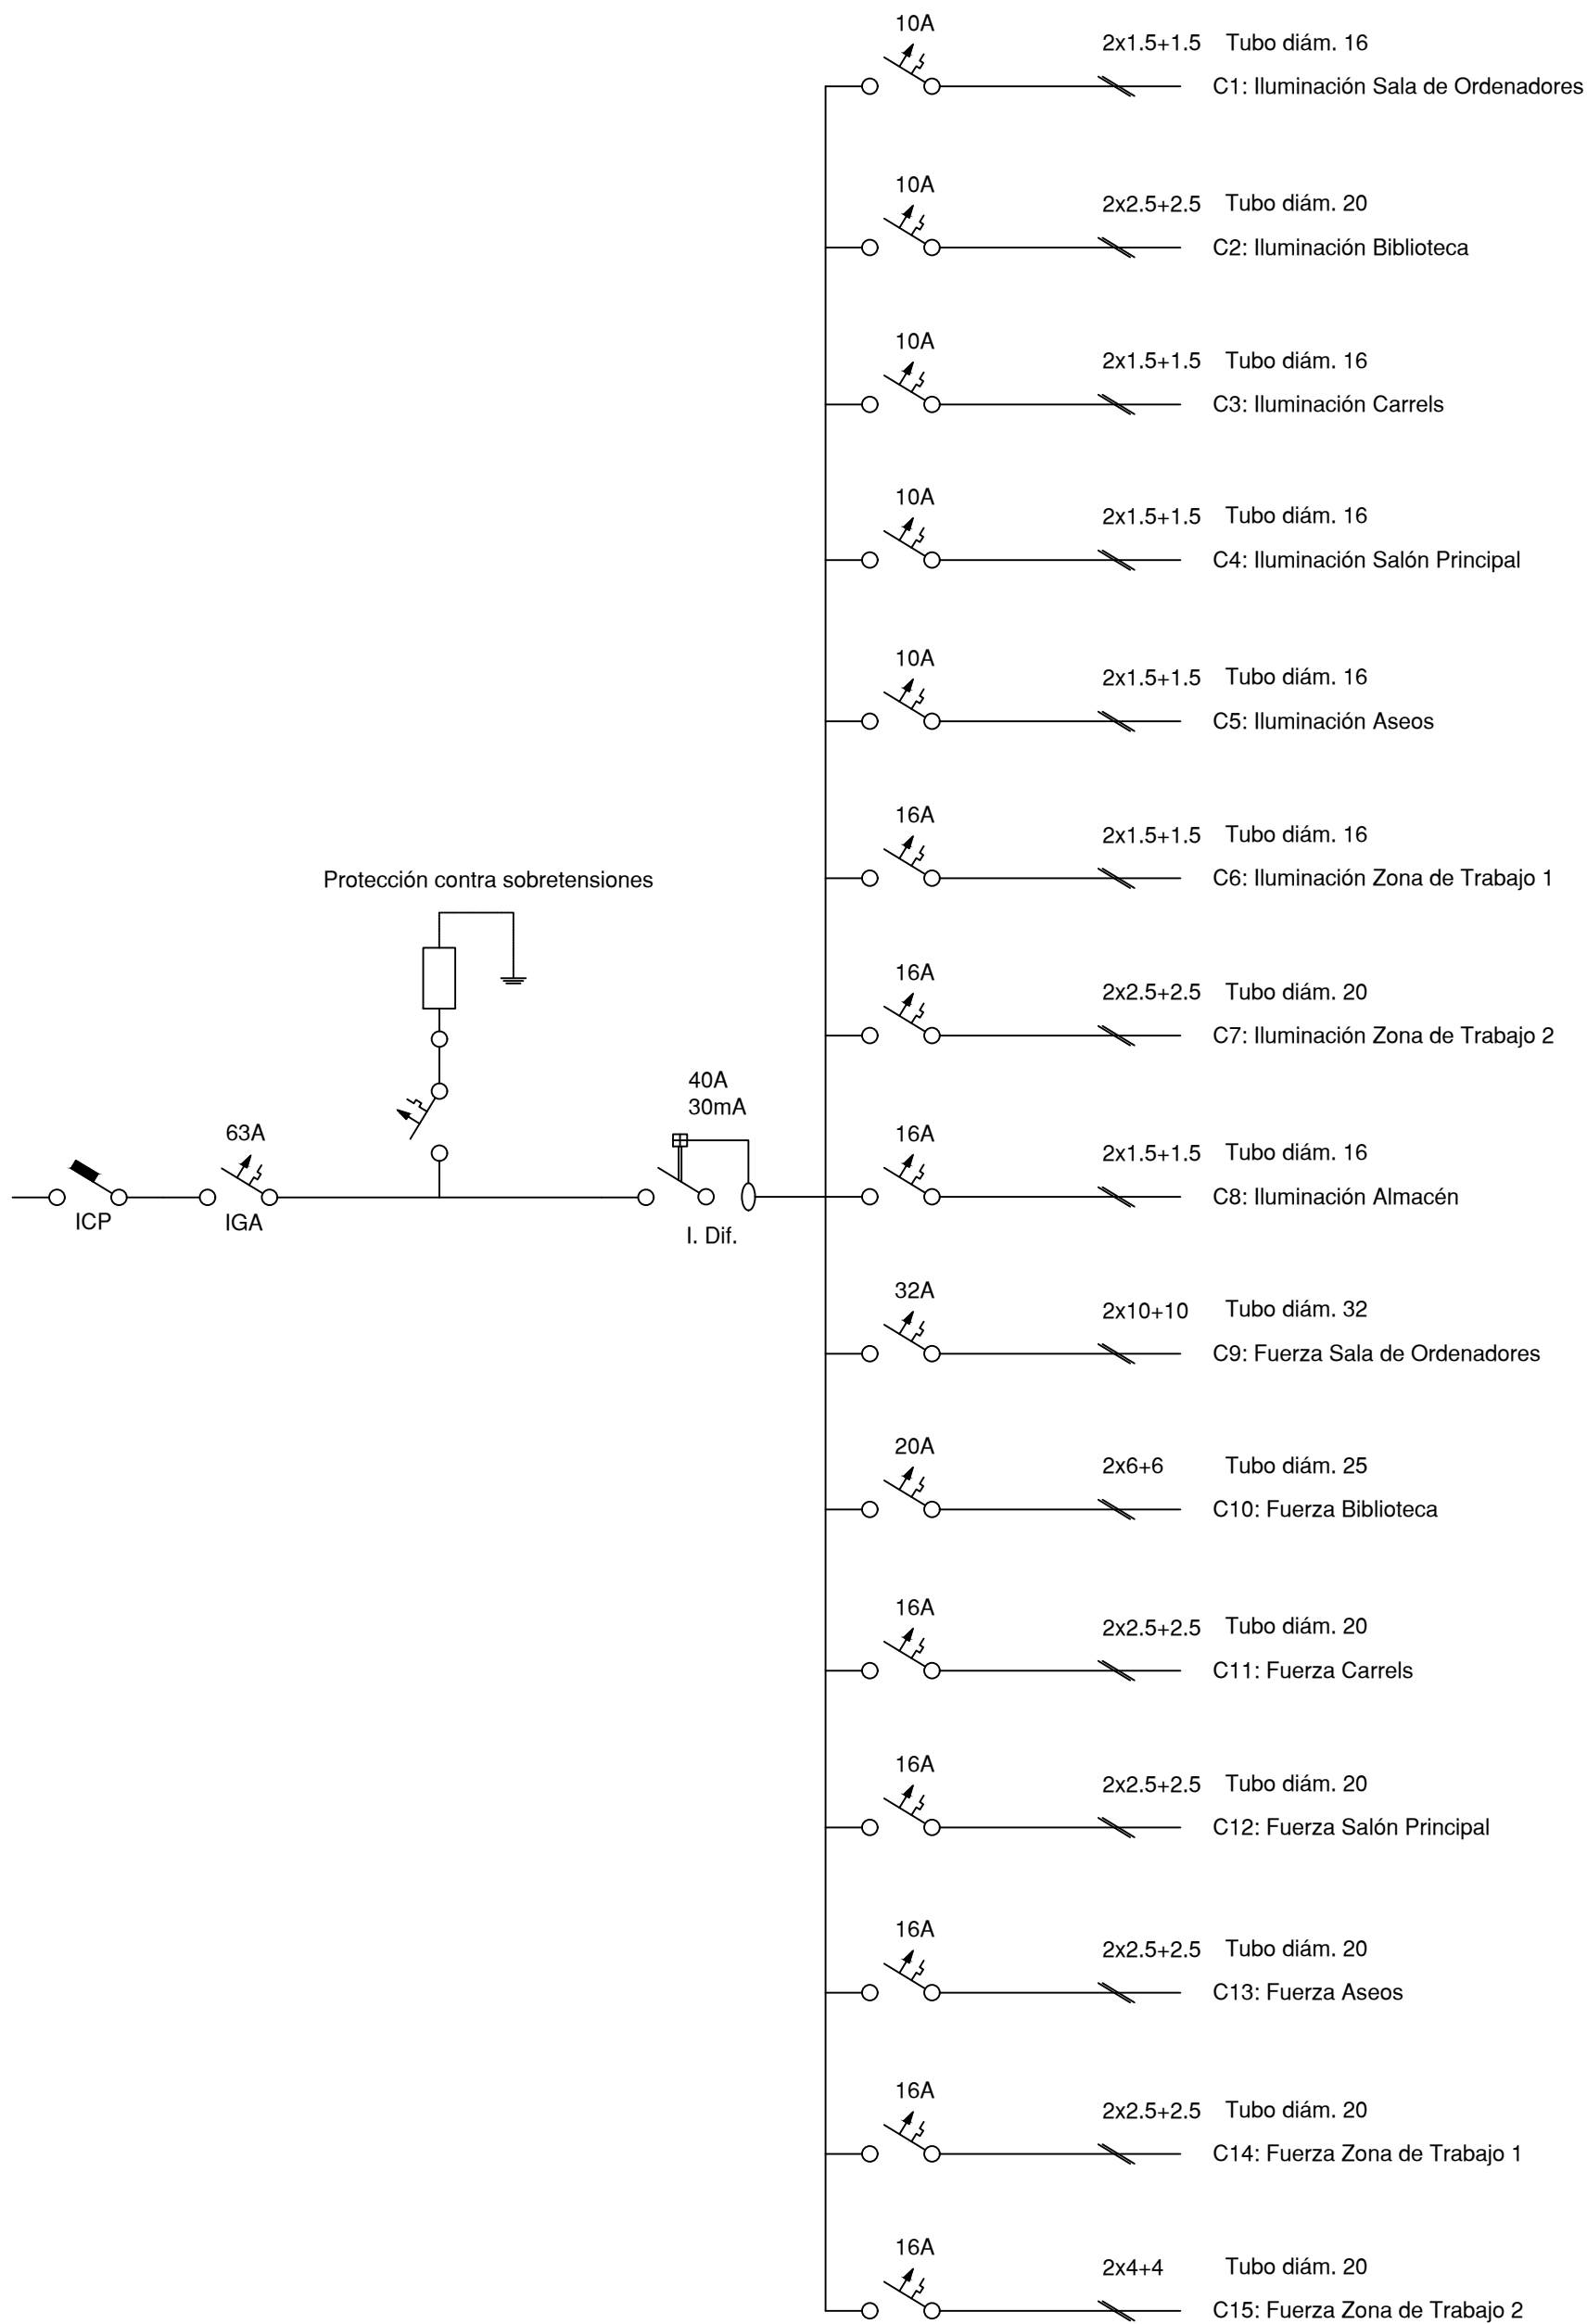 10A
2x1.5+1.5 Tubo diám. 16
C1: Iluminación Sala de Ordenadores
10A
2x2.5+2.5 Tubo diám. 20
C2: Iluminación Biblioteca
10A
2x1.5+1.5 Tubo diám. 16
C3: Iluminación Carrels
10A
2x1.5+1.5 Tubo diám. 16
C4: Iluminación Salón Principal
10A
2x1.5+1.5 Tubo diám. 16
C5: Iluminación Aseos
16A
2x1.5+1.5 Tubo diám. 16
C6: Iluminación Zona de Trabajo 1
Protección contra sobretensiones
16A
2x2.5+2.5 Tubo diám. 20
C7: Iluminación Zona de Trabajo 2
40A
30mA
63A
ICP
IGA
I. Dif.
16A
2x1.5+1.5 Tubo diám. 16
C8: Iluminación Almacén
32A
2x10+10 Tubo diám. 32
C9: Fuerza Sala de Ordenadores
20A
2x6+6 Tubo diám. 25
C10: Fuerza Biblioteca
16A
2x2.5+2.5 Tubo diám. 20
C11: Fuerza Carrels
16A
2x2.5+2.5 Tubo diám. 20
C12: Fuerza Salón Principal
16A
2x2.5+2.5 Tubo diám. 20
C13: Fuerza Aseos
16A
2x2.5+2.5 Tubo diám. 20
C14: Fuerza Zona de Trabajo 1
16A
2x4+4 Tubo diám. 20
C15: Fuerza Zona de Trabajo 2